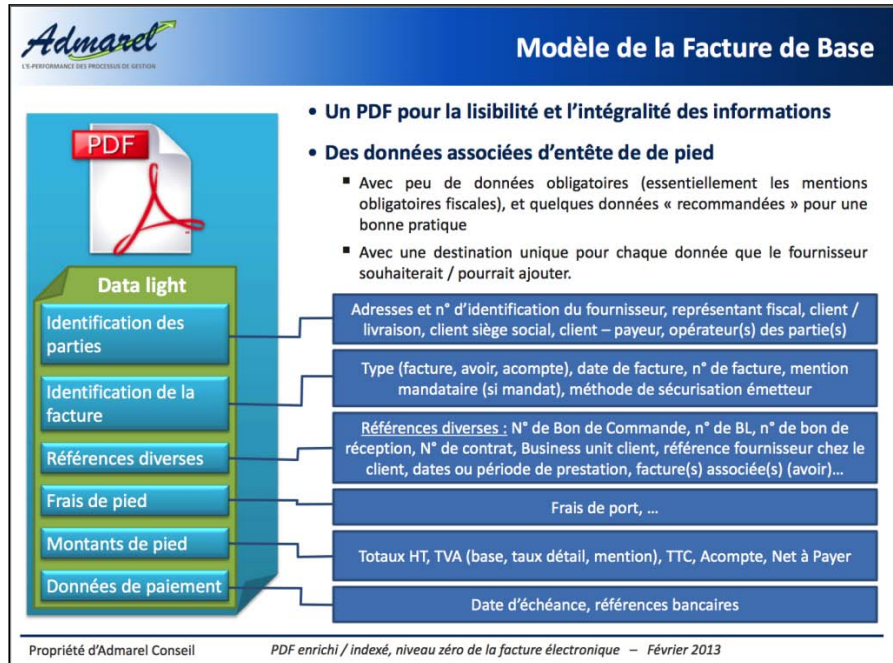 Admarel
L'E-PERFORMANCE DES PROCESSUS DE GESTION
Modèle de la Facture de Base
• Un PDF pour la lisibilité et l'intégralité des informations
• Des données associées d'entête de de pied
▪ Avec peu de données obligatoires (essentiellement les mentions
obligatoires fiscales), et quelques données « recommandées » pour une
bonne pratique
▪ Avec une destination unique pour chaque donnée que le fournisseur
souhaiterait / pourrait ajouter.
PDF
Data light
Identification des
parties
Adresses et n° d'identification du fournisseur, représentant fiscal, client /
livraison, client siège social, client – payeur, opérateur(s) des partie(s)
Identification de la
facture
Type (facture, avoir, acompte), date de facture, n° de facture, mention
mandataire (si mandat), méthode de sécurisation émetteur
Références diverses
Références diverses : N° de Bon de Commande, n° de BL, n° de bon de
réception, N° de contrat, Business unit client, référence fournisseur chez le
client, dates ou période de prestation, facture(s) associée(s) (avoir)…
Frais de pied
Frais de port, …
Montants de pied
Totaux HT, TVA (base, taux détail, mention), TTC, Acompte, Net à Payer
Données de paiement
Date d'échéance, références bancaires
Propriété d'Admarel Conseil
PDF enrichi / indexé, niveau zéro de la facture électronique – Février 2013